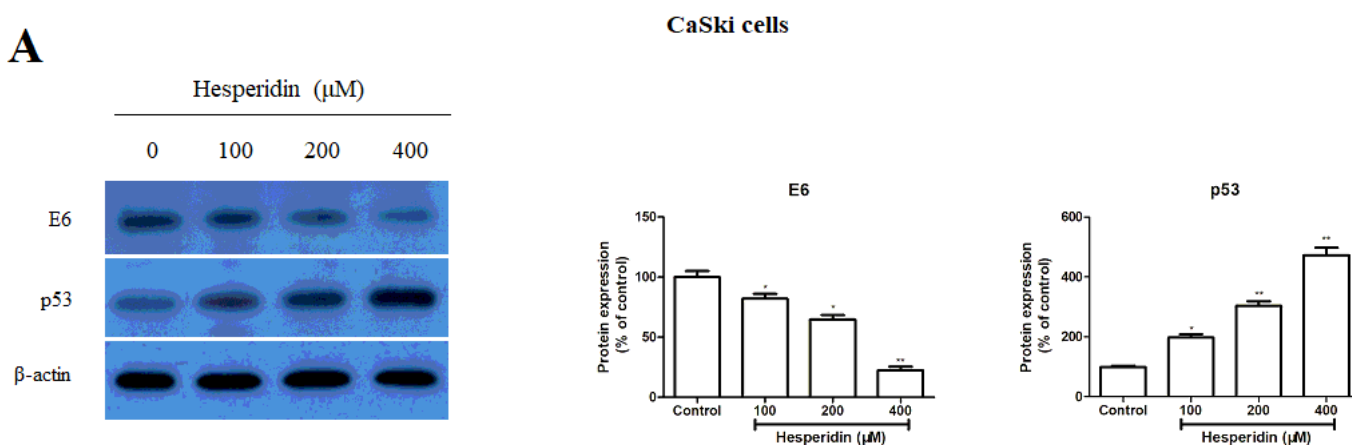 CaSki cells
A
Hesperidin (μM)
0 100 200 400
E6
p53
β-actin
E6
Protein expression
(% of control)
150
100
50
0
*
*
**
Control 100 200 400
Hesperidin (μM)
p53
Protein expression
(% of control)
600
400
200
0
*
**
**
Control 100 200 400
Hesperidin (μM)